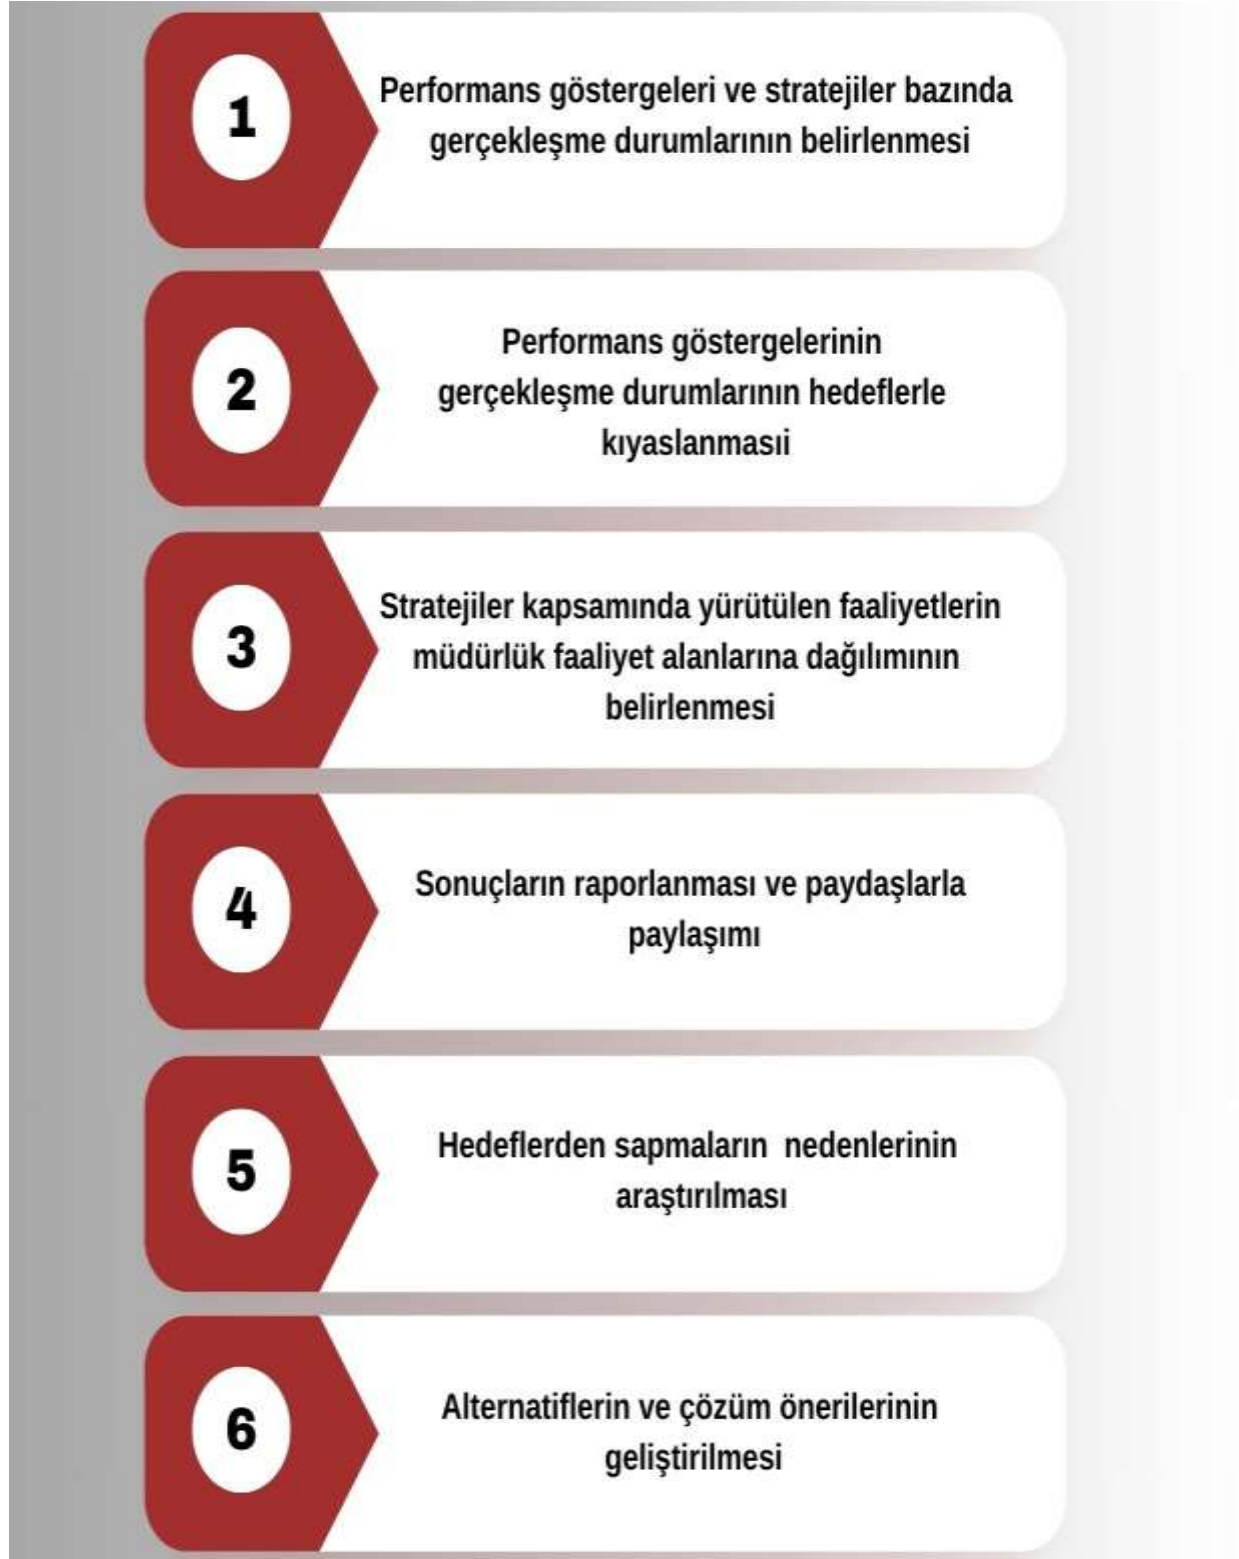 1
Performans göstergeleri ve stratejiler bazında
gerçekleşme durumlarının belirlenmesi
2
Performans göstergelerinin
gerçekleşme durumlarının hedeflerle
kıyaslanmasıi
3
Stratejiler kapsamında yürütülen faaliyetlerin
müdürlük faaliyet alanlarına dağılımının
belirlenmesi
4
Sonuçların raporlanması ve paydaşlarla
paylaşımı
5
Hedeflerden sapmaların  nedenlerinin
araştırılması
6
Alternatiflerin ve çözüm önerilerinin
geliştirilmesi